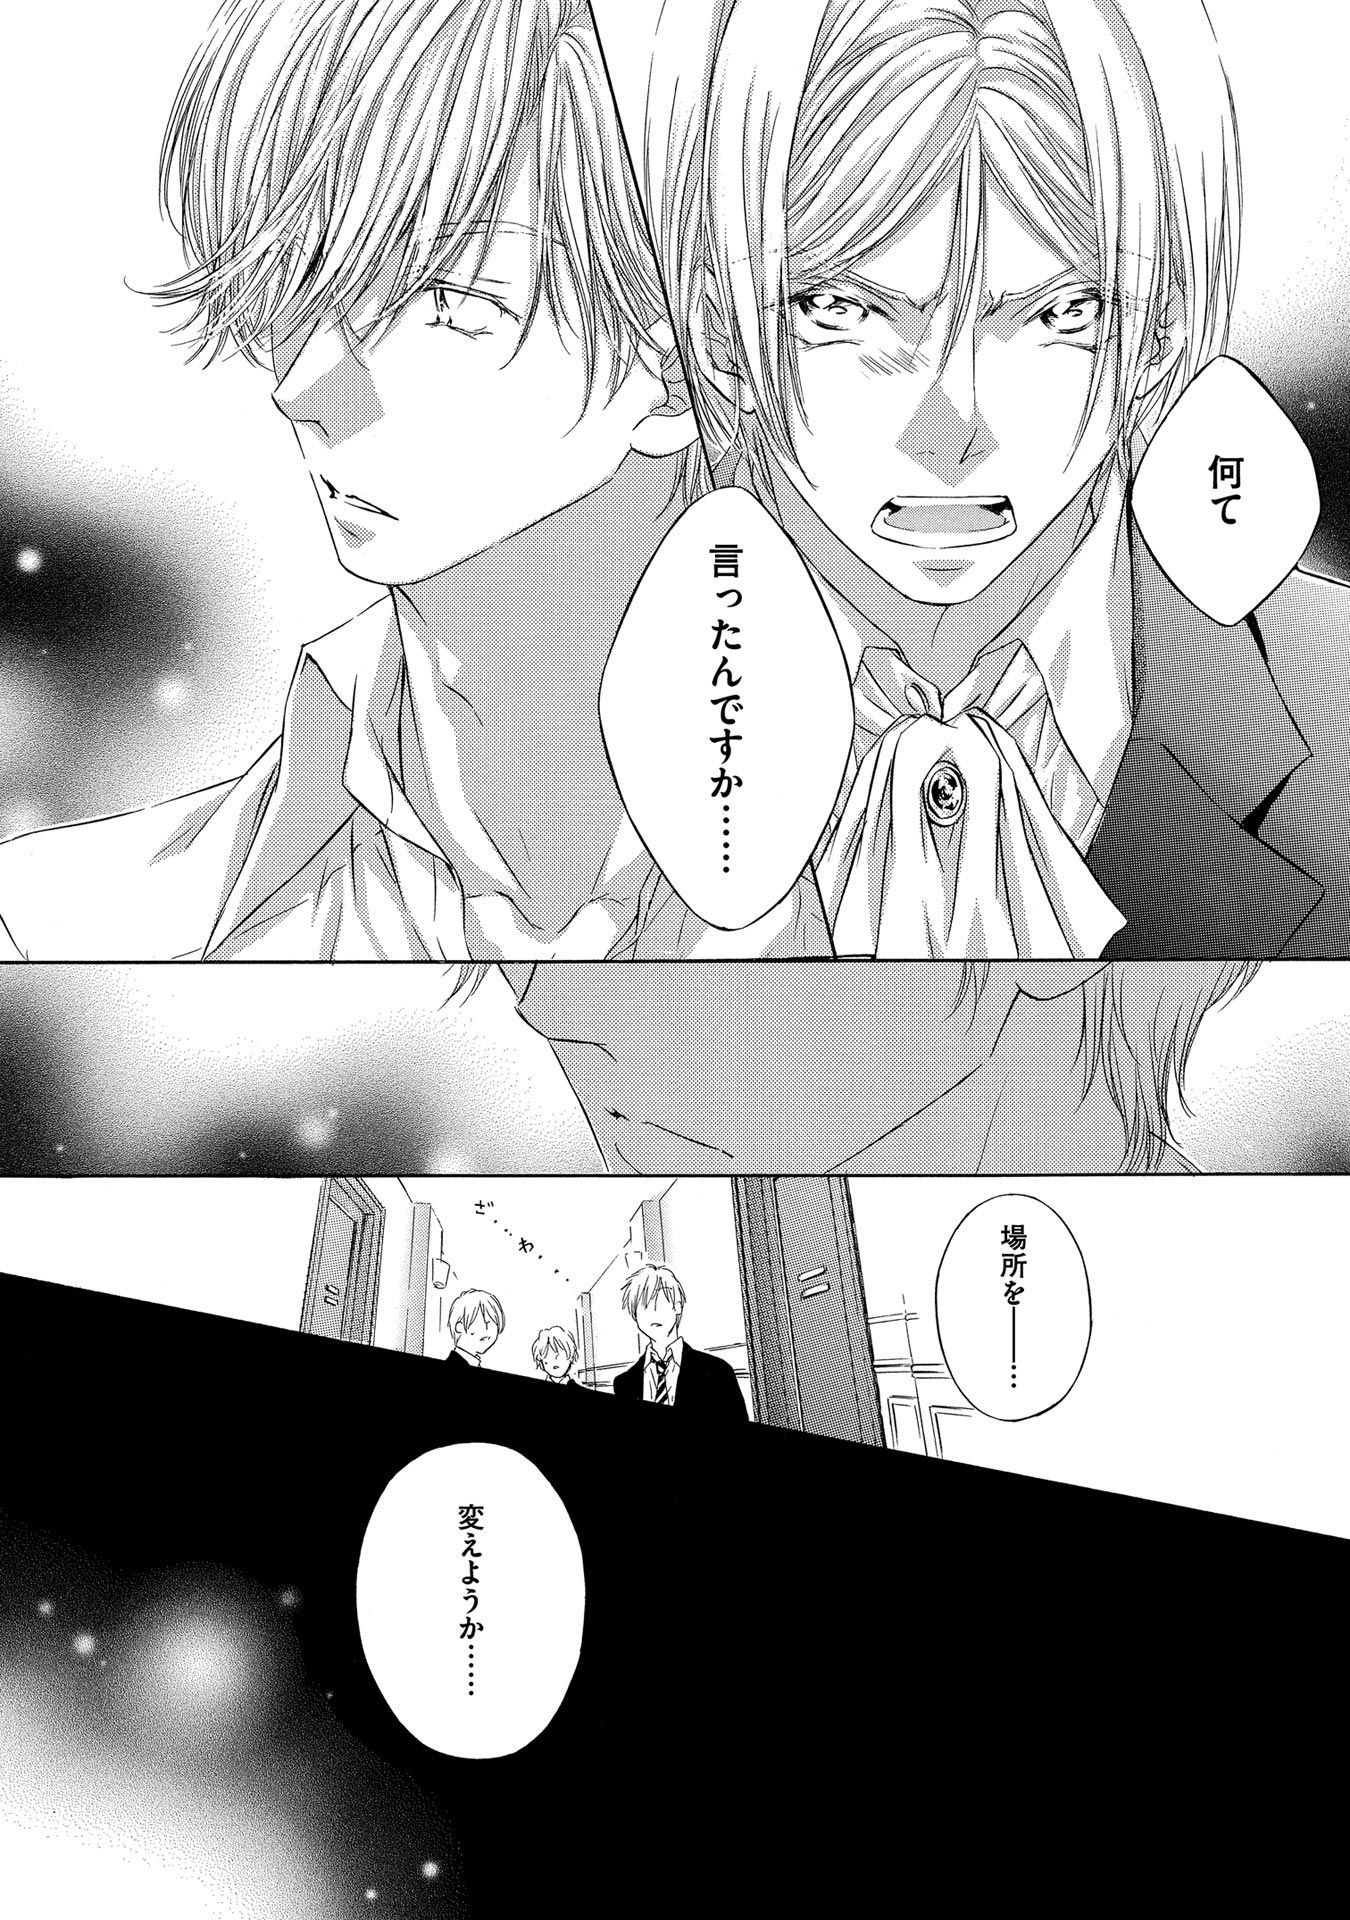 何て
言ったんですか……
ざ…わ…
場所を――…
変えようか……